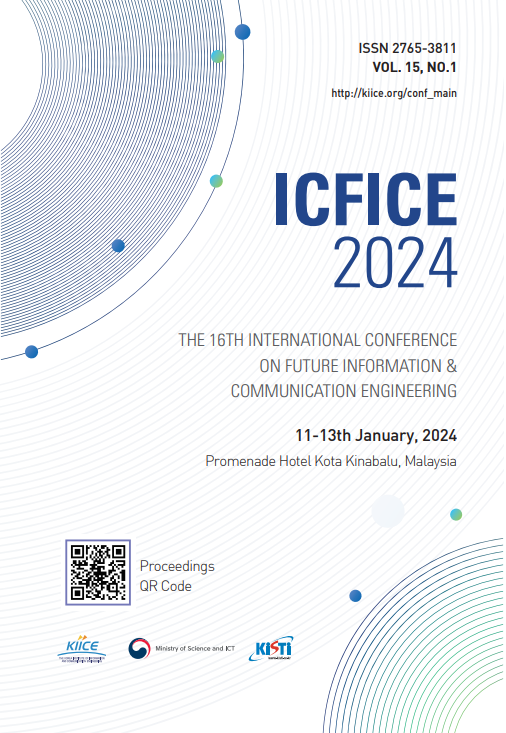 ISSN 2765-3811
VOL. 15, NO.1
http://kiice.org/conf_main
ICFICE
2024
THE 16TH INTERNATIONAL CONFERENCE
ON FUTURE INFORMATION &
COMMUNICATION ENGINEERING
11-13th January, 2024
Promenade Hotel Kota Kinabalu, Malaysia
Proceedings
QR Code
KIICE
Ministry of Science and ICT
KiSTi